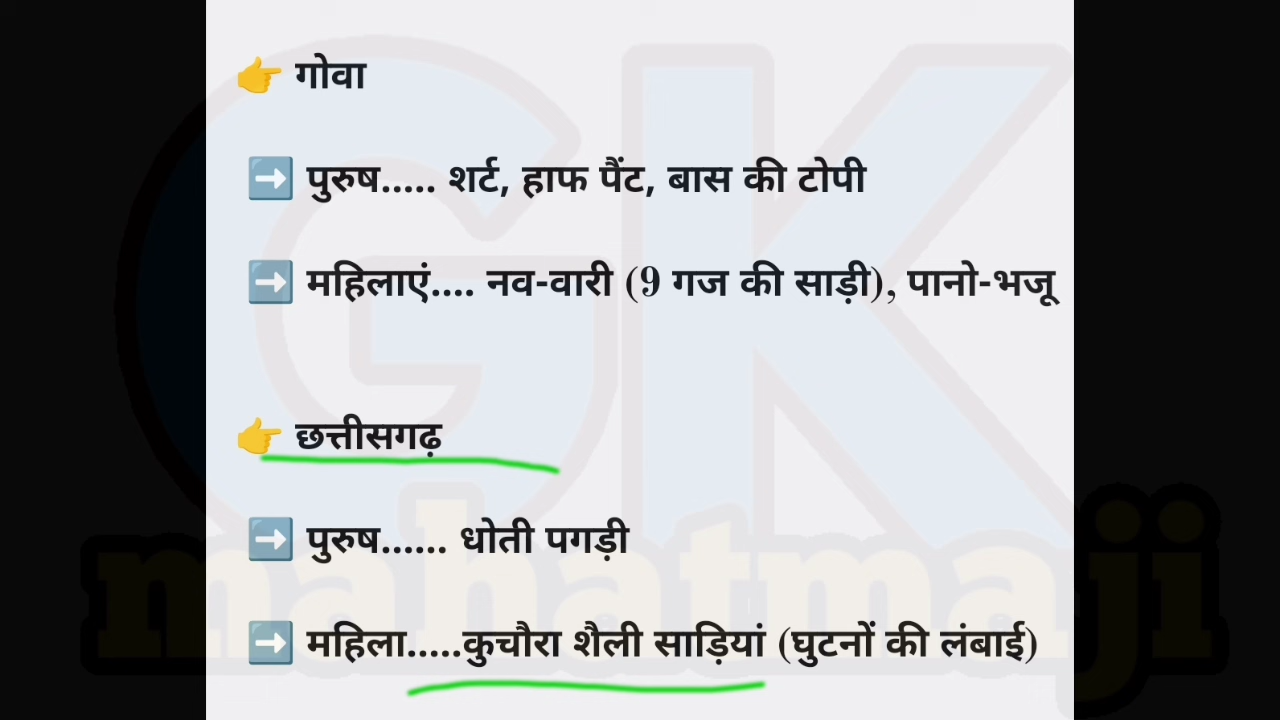 👉 गोवा
➡️ पुरुष..... शर्ट, हाफ पैंट, बास की टोपी
➡️ महिलाएं.... नव-वारी (9 गज की साड़ी), पानो-भजू
👉 छत्तीसगढ़
➡️ पुरुष...... धोती पगड़ी
➡️ महिला.....कुचौरा शैली साड़ियां (घुटनों की लंबाई)
GK
mahatmaji